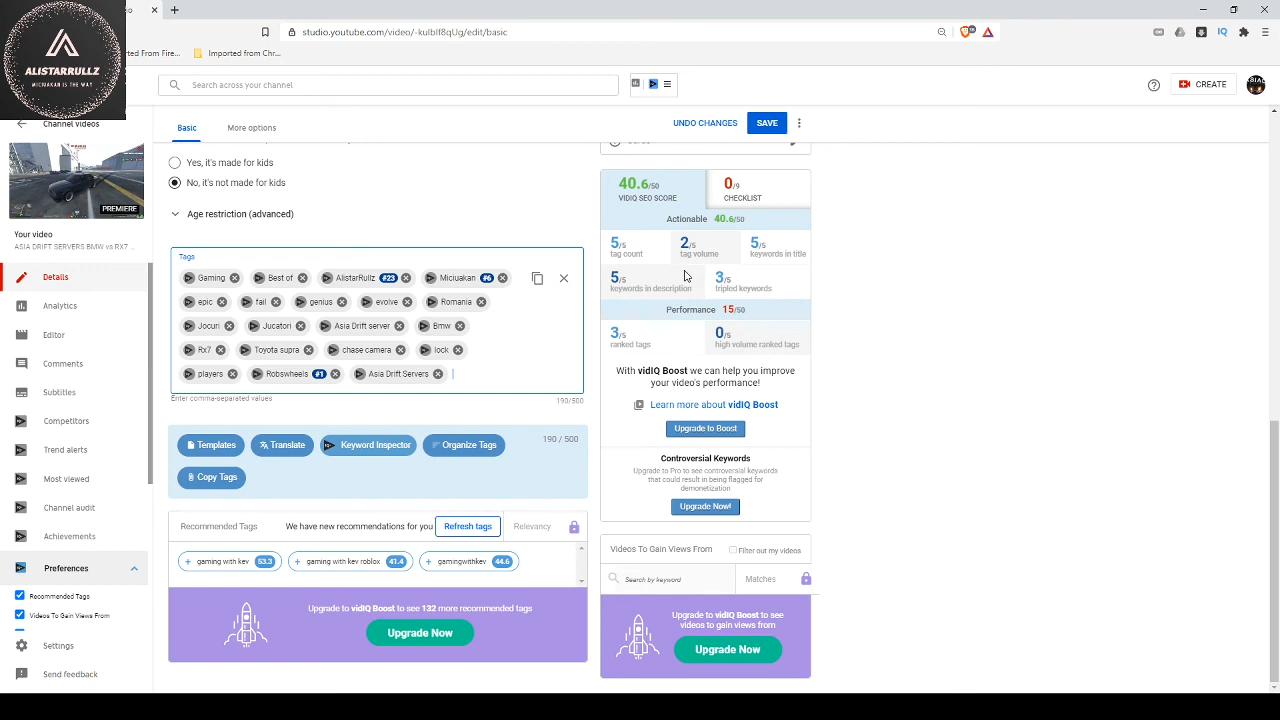 studio.youtube.com/video/-kulblf8qUg/edit/basic
IQ
rted From Fire...
Imported from Chr...
ALISTARRULLZ
MICIUAKAN IS THE WAY
Search across your channel
CREATE
Channel videos
Basic
More options
UNDO CHANGES
SAVE
Yes, it's made for kids
No, it's not made for kids
Age restriction (advanced)
PREMIERE
Your video
ASIA DRIFT SERVERS BMW vs RX7 ...
Details
Analytics
Editor
Comments
Subtitles
Competitors
Trend alerts
Most viewed
Channel audit
Achievements
Preferences
Recommended Tags
Videos To Gain Views From
Settings
Send feedback
Tags
Gaming Best of AlistarRullz #23 Miciuakan #6
epic fail genius evolve Romania
Jocuri Jucatori Asia Drift server Bmw
Rx7 Toyota supra chase camera lock
players Robswheels #1 Asia Drift Servers
Enter comma-separated values
190/500
Templates Translate Keyword Inspector Organize Tags
190 / 500
Copy Tags
Recommended Tags We have new recommendations for you Refresh tags Relevancy
+ gaming with kev 53.3 + gaming with kev roblox 41.4 + gamingwithkev 44.6
Upgrade to vidIQ Boost to see 132 more recommended tags
Upgrade Now
40.6/50
VIDIQ SEO SCORE
0/9
CHECKLIST
Actionable 40.6/50
5/5 2/5 5/5
tag count tag volume keywords in title
5/5 3/5
keywords in description tripled keywords
Performance 15/50
3/5 0/5
ranked tags high volume ranked tags
With vidIQ Boost we can help you improve
your video's performance!
Learn more about vidIQ Boost
Upgrade to Boost
Controversial Keywords
Upgrade to Pro to see controversial keywords
that could result in being flagged for
demonetization
Upgrade Now!
Videos To Gain Views From Filter out my videos
Search by keyword Matches
Upgrade to vidIQ Boost to see
videos to gain views from
Upgrade Now